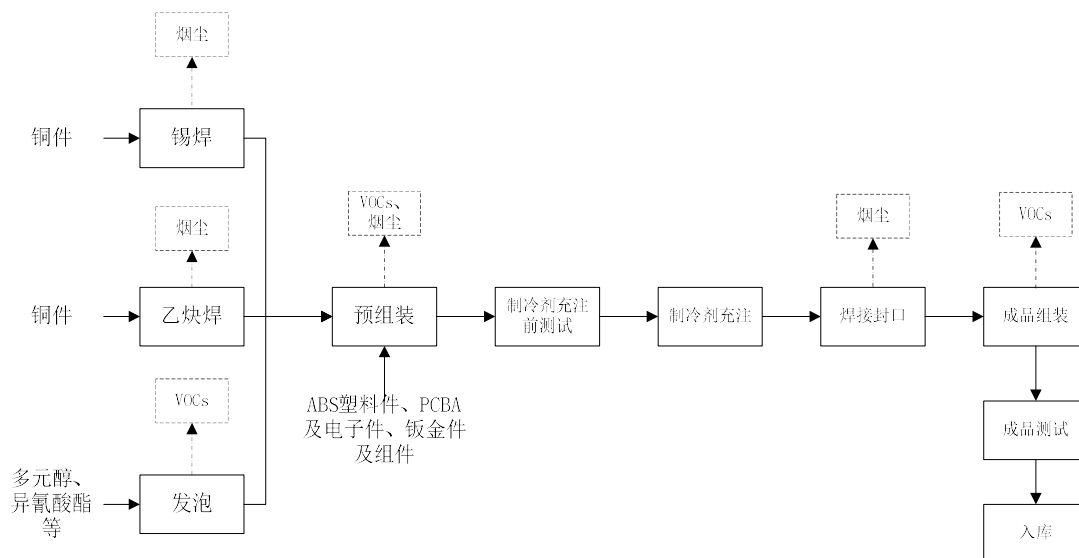 烟尘
铜件
锡焊
烟尘
铜件
乙炔焊
VOCs
多元醇、
异氰酸酯
等
发泡
VOCs、
烟尘
预组装
ABS塑料件、PCBA
及电子件、钣金件
及组件
制冷剂充注
前测试
制冷剂充注
烟尘
焊接封口
VOCs
成品组装
成品测试
入库